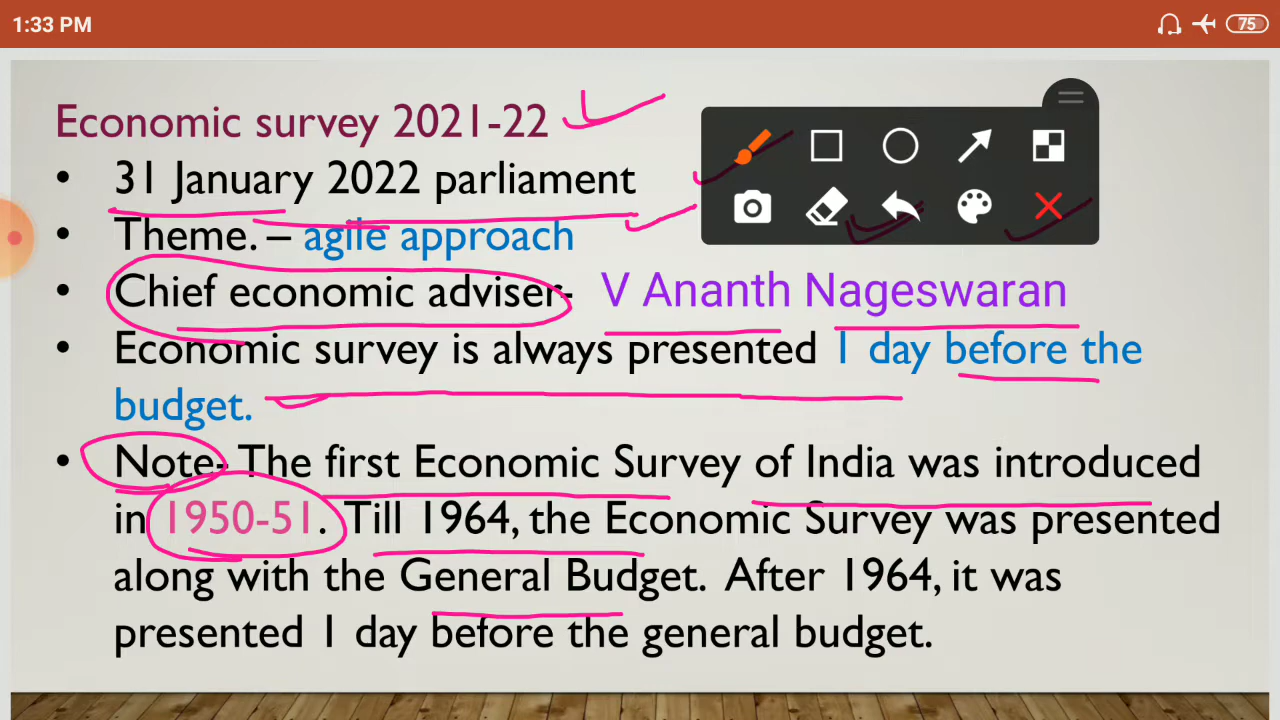 1:33 PM
75
Economic survey 2021-22
• 31 January 2022 parliament
• Theme. – agile approach
• Chief economic adviser- V Ananth Nageswaran
• Economic survey is always presented 1 day before the
budget.
• Note- The first Economic Survey of India was introduced
in 1950-51. Till 1964, the Economic Survey was presented
along with the General Budget. After 1964, it was
presented 1 day before the general budget.